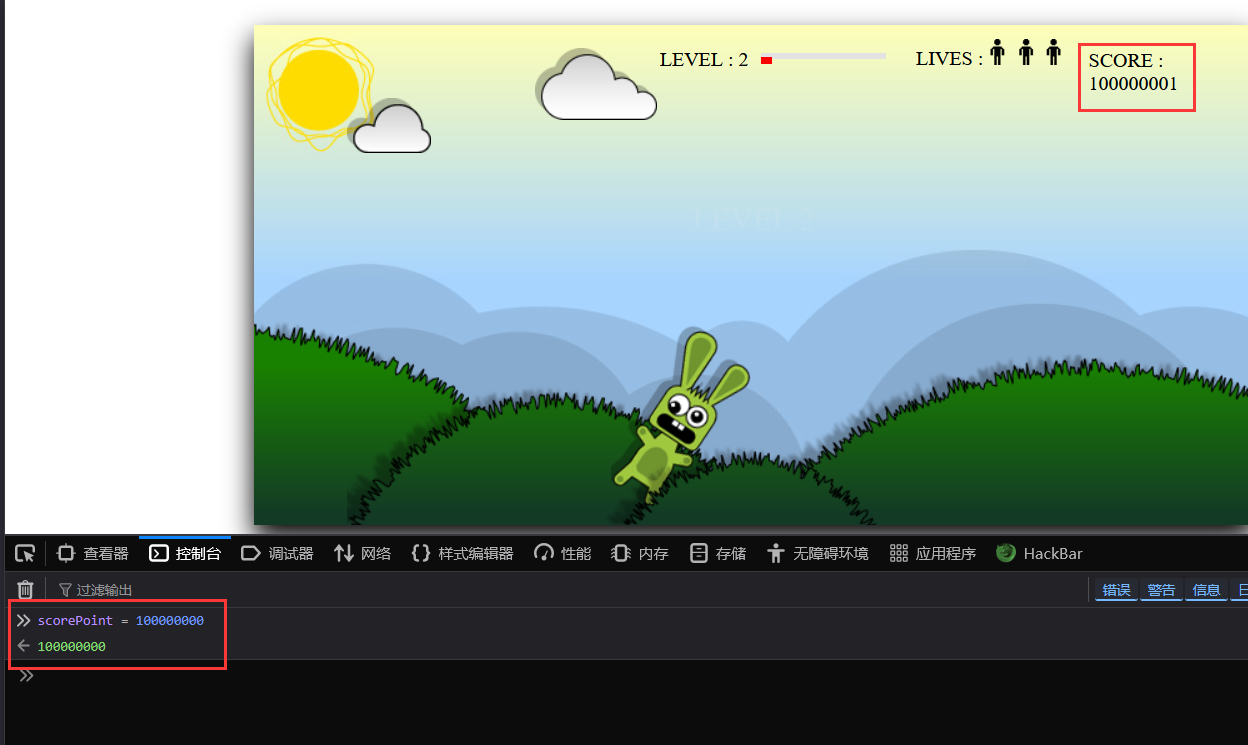 LEVEL : 2
LIVES :
SCORE :
100000001
LEVEL 2
查看器
控制台
调试器
网络
样式编辑器
性能
内存
存储
无障碍环境
应用程序
HackBar
过滤输出
错误
警告
信息
scorePoint = 100000000
100000000